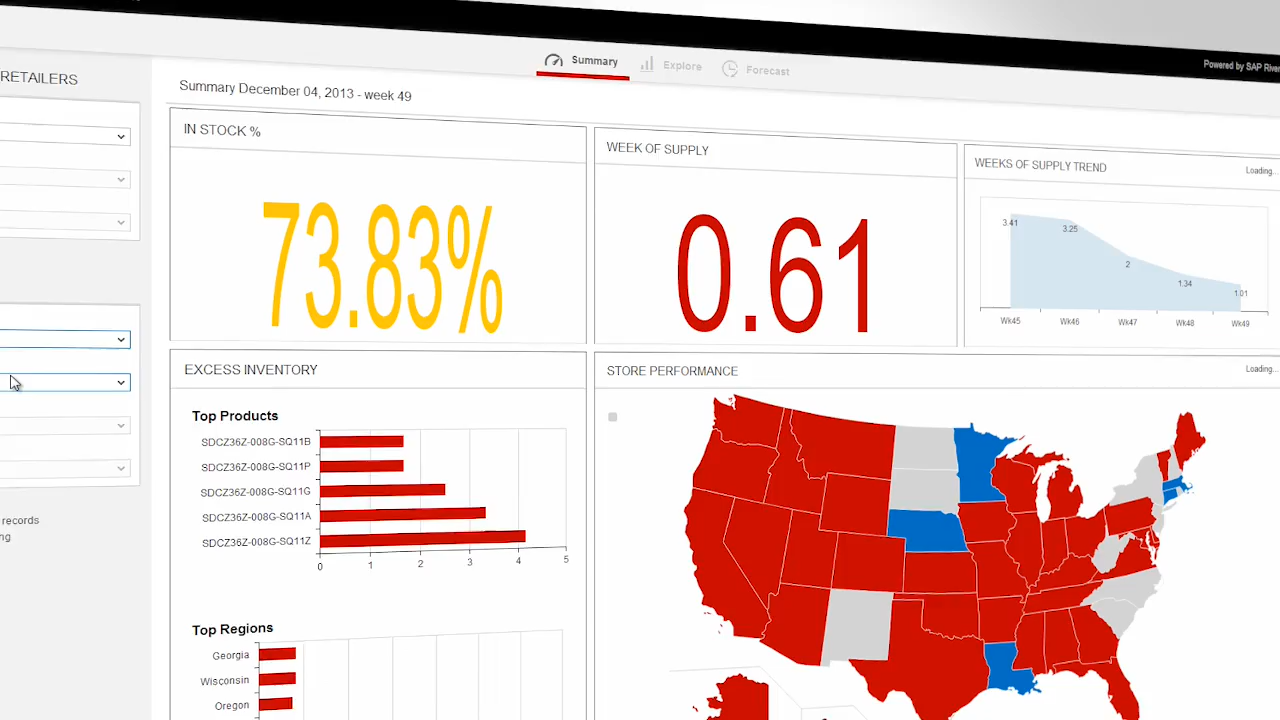 Powered by SAP River
Summary
Explore
Forecast
RETAILERS
Summary December 04, 2013 - week 49
IN STOCK %
73.83%
WEEK OF SUPPLY
0.61
WEEKS OF SUPPLY TREND
Loading...
3.41
3.25
2
1.34
1.01
Wk45
Wk46
Wk47
Wk48
Wk49
EXCESS INVENTORY
Top Products
SDCZ36Z-008G-SQ11B
SDCZ36Z-008G-SQ11P
SDCZ36Z-008G-SQ11G
SDCZ36Z-008G-SQ11A
SDCZ36Z-008G-SQ11Z
0
1
2
3
4
5
Top Regions
Georgia
Wisconsin
Oregon
STORE PERFORMANCE
Loading...
records
ng